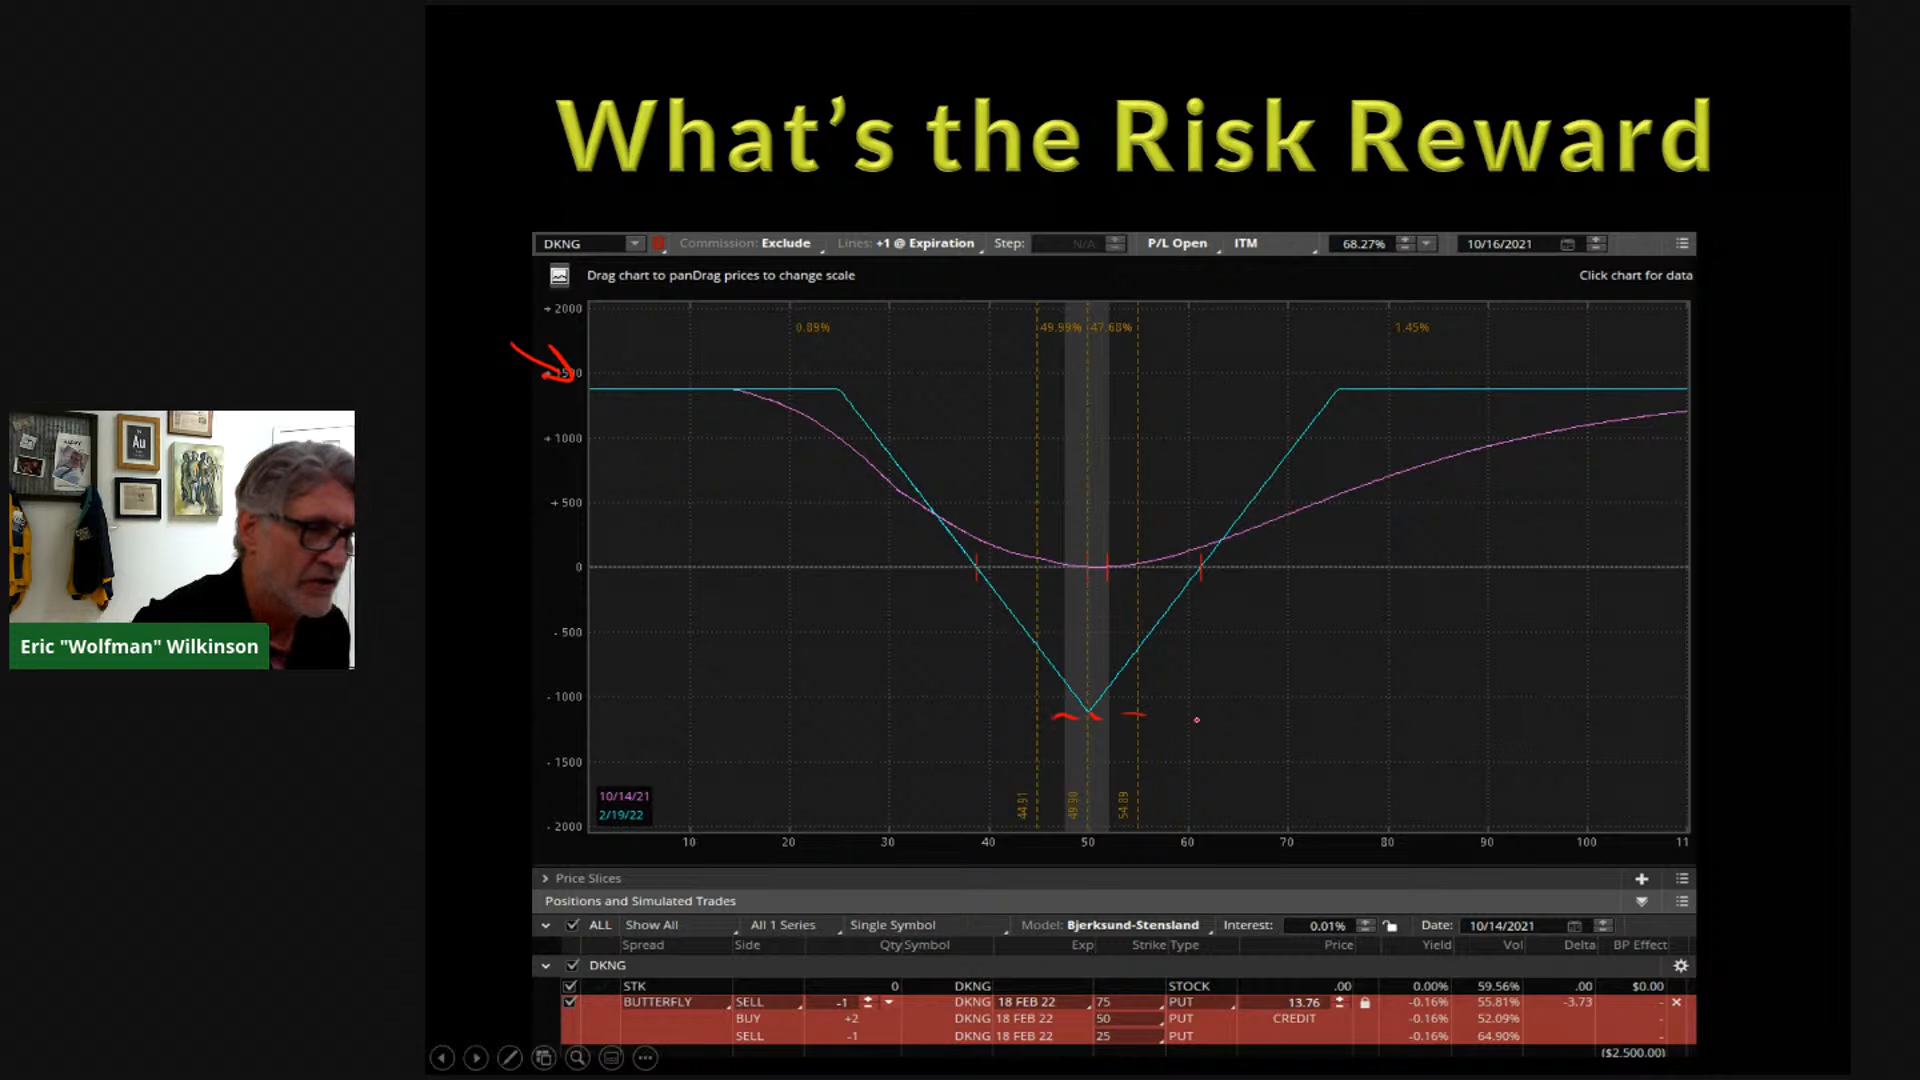 What's the Risk Reward
DKNG Commission: Exclude Lines: +1 @ Expiration Step: N/A P/L Open ITM 68.27% 10/16/2021
Drag chart to panDrag prices to change scale Click chart for data
+ 2000
0.89% 49.99% 47.68% 1.45%
+ 1000
+ 500
0
- 500
- 1000
- 1500
- 2000
44.91 49.90 54.89
10/14/21
2/19/22
10 20 30 40 50 60 70 80 90 100 11
Au
Eric "Wolfman" Wilkinson
Price Slices
Positions and Simulated Trades
ALL Show All All 1 Series Single Symbol Model: Bjerksund-Stensland Interest: 0.01% Date: 10/14/2021
Spread Side Qty Symbol Exp Strike Type Price Yield Vol Delta BP Effect
DKNG
STK 0 DKNG STOCK .00 0.00% 59.56% .00 $0.00
BUTTERFLY SELL -1 DKNG 18 FEB 22 75 PUT 13.76 -0.16% 55.81% -3.73 -
BUY +2 DKNG 18 FEB 22 50 PUT CREDIT -0.16% 52.09% -
SELL -1 DKNG 18 FEB 22 25 PUT -0.16% 64.90% -
($2,500.00)